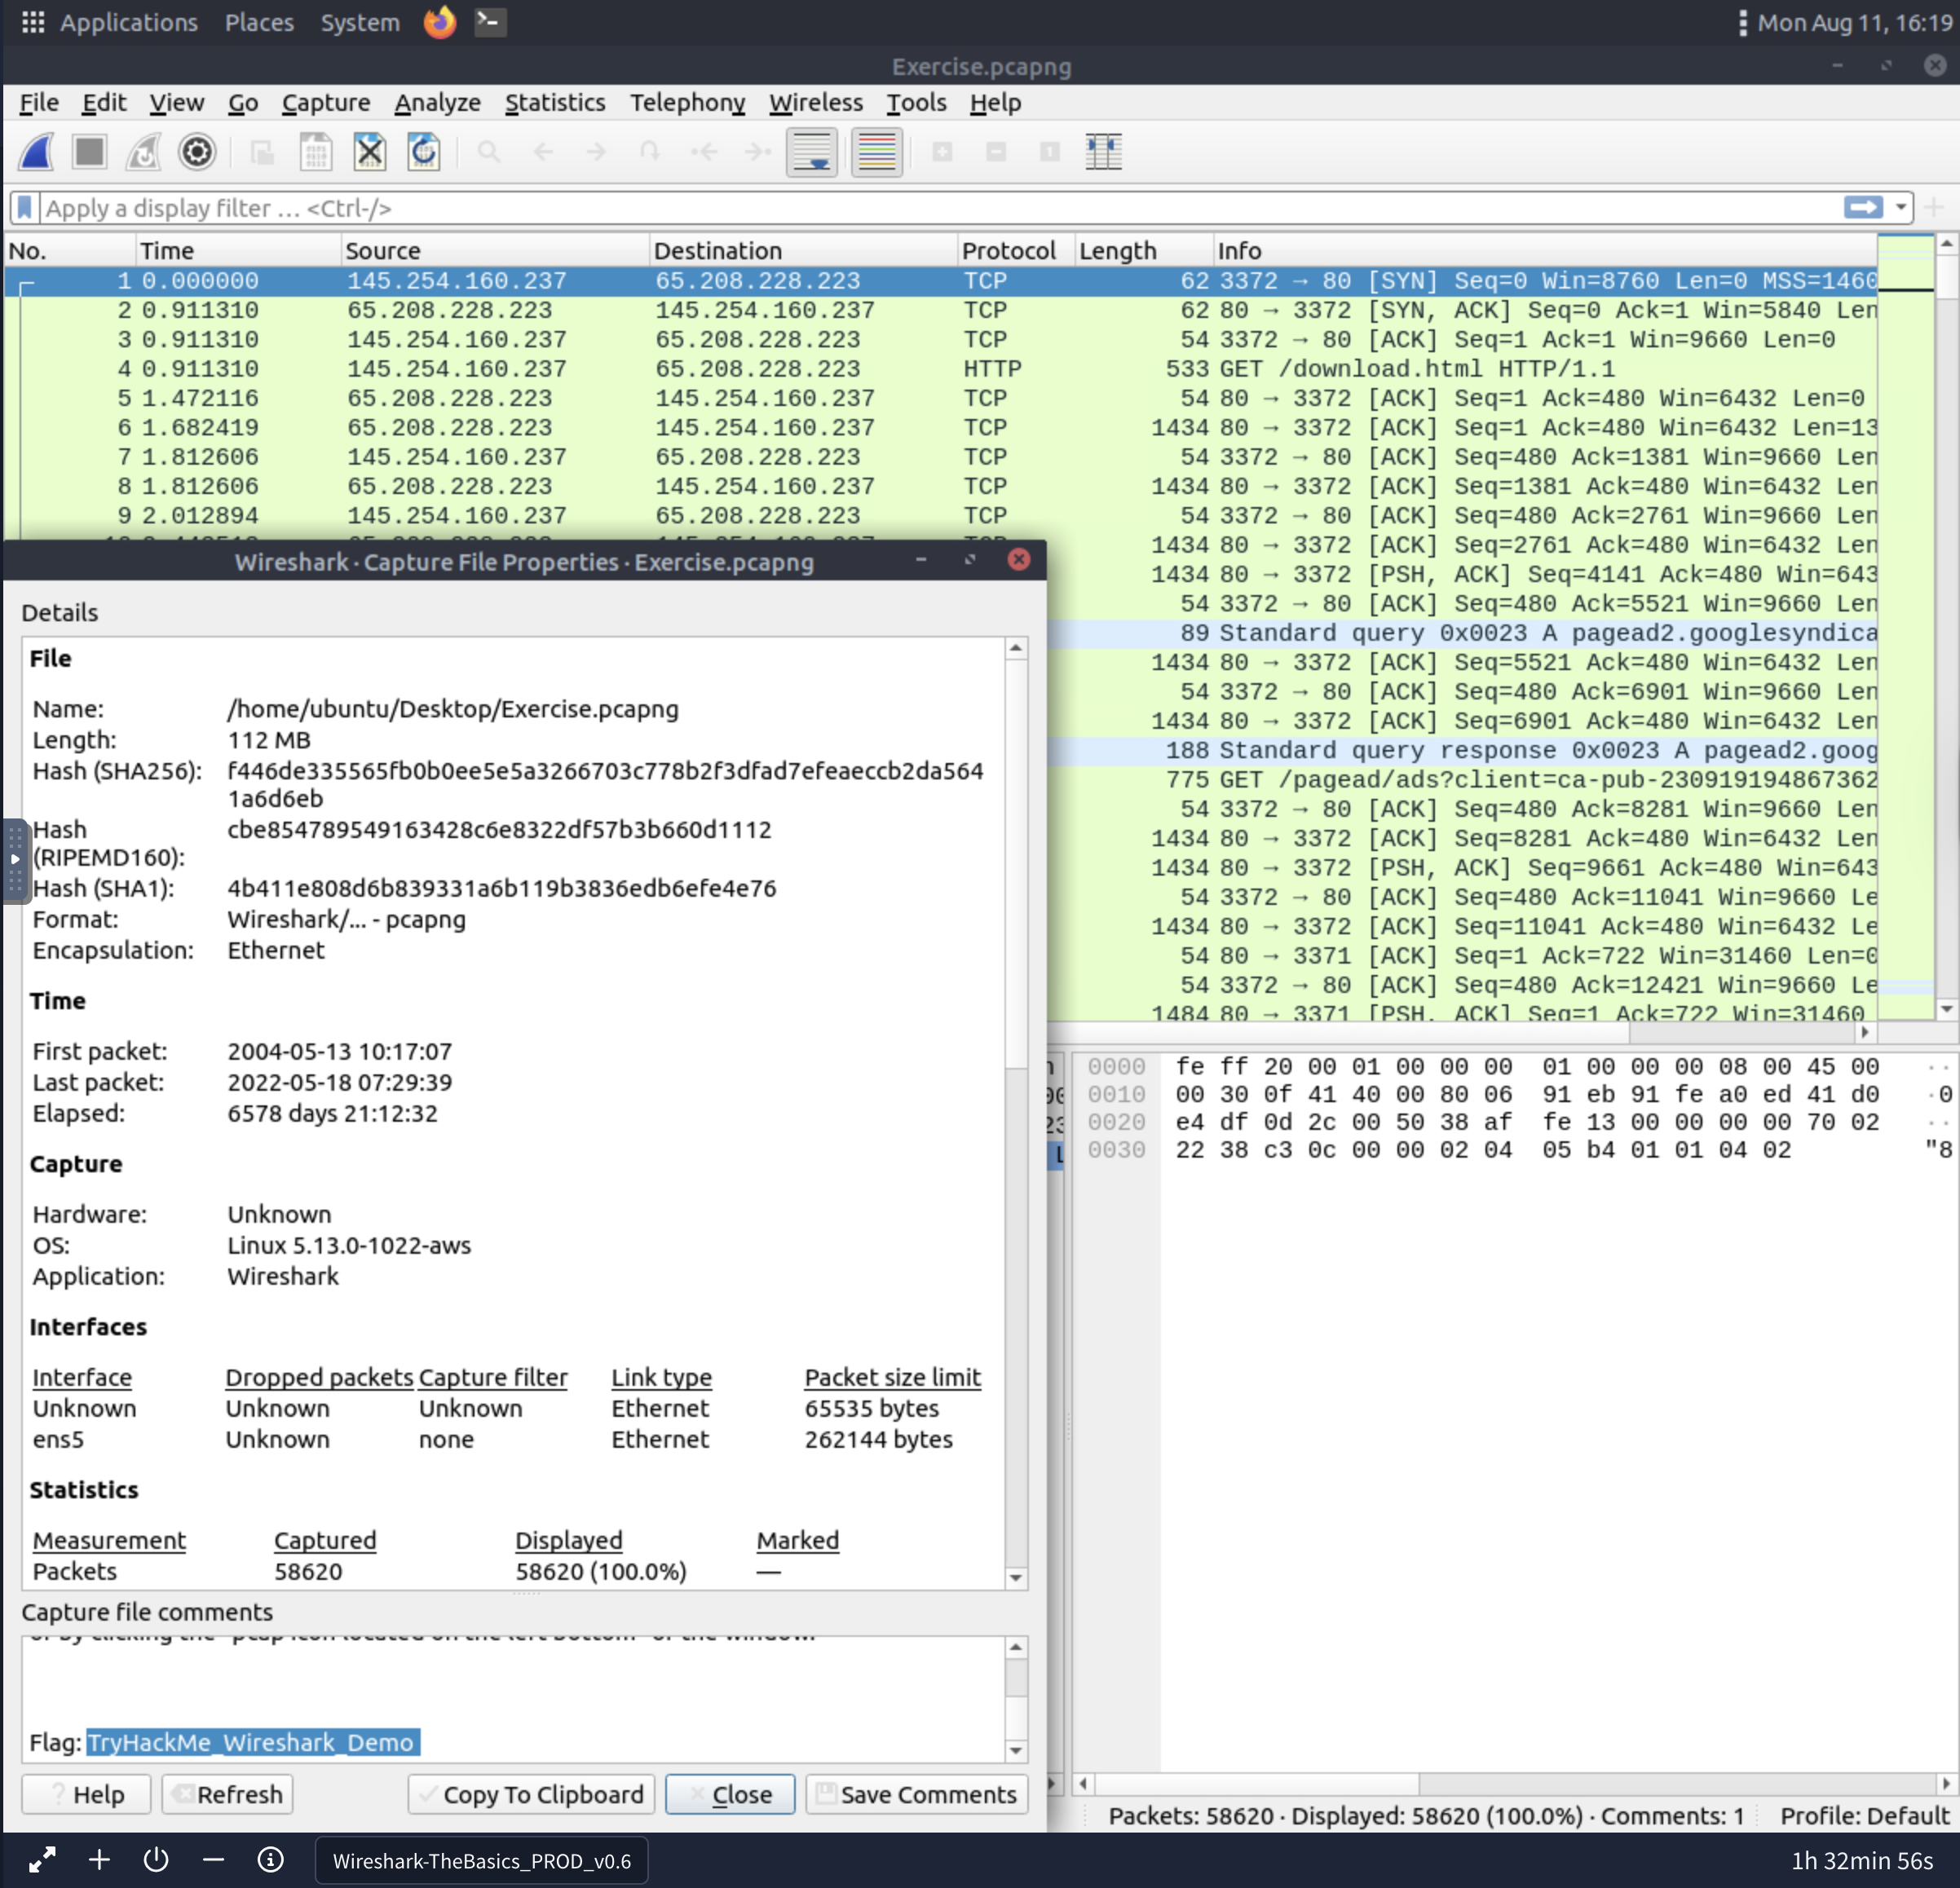 Applications Places System Mon Aug 11, 16:19
Exercise.pcapng
File Edit View Go Capture Analyze Statistics Telephony Wireless Tools Help
Apply a display filter … <Ctrl-/>
No. Time Source Destination Protocol Length Info
1 0.000000 145.254.160.237 65.208.228.223 TCP 62 3372 → 80 [SYN] Seq=0 Win=8760 Len=0 MSS=1460
2 0.911310 65.208.228.223 145.254.160.237 TCP 62 80 → 3372 [SYN, ACK] Seq=0 Ack=1 Win=5840 Len
3 0.911310 145.254.160.237 65.208.228.223 TCP 54 3372 → 80 [ACK] Seq=1 Ack=1 Win=9660 Len=0
4 0.911310 145.254.160.237 65.208.228.223 HTTP 533 GET /download.html HTTP/1.1
5 1.472116 65.208.228.223 145.254.160.237 TCP 54 80 → 3372 [ACK] Seq=1 Ack=480 Win=6432 Len=0
6 1.682419 65.208.228.223 145.254.160.237 TCP 1434 80 → 3372 [ACK] Seq=1 Ack=480 Win=6432 Len=13
7 1.812606 145.254.160.237 65.208.228.223 TCP 54 3372 → 80 [ACK] Seq=480 Ack=1381 Win=9660 Len
8 1.812606 65.208.228.223 145.254.160.237 TCP 1434 80 → 3372 [ACK] Seq=1381 Ack=480 Win=6432 Len
9 2.012894 145.254.160.237 65.208.228.223 TCP 54 3372 → 80 [ACK] Seq=480 Ack=2761 Win=9660 Len
1434 80 → 3372 [ACK] Seq=2761 Ack=480 Win=6432 Len
1434 80 → 3372 [PSH, ACK] Seq=4141 Ack=480 Win=643
54 3372 → 80 [ACK] Seq=480 Ack=5521 Win=9660 Len
89 Standard query 0x0023 A pagead2.googlesyndica
1434 80 → 3372 [ACK] Seq=5521 Ack=480 Win=6432 Len
54 3372 → 80 [ACK] Seq=480 Ack=6901 Win=9660 Len
1434 80 → 3372 [ACK] Seq=6901 Ack=480 Win=6432 Len
188 Standard query response 0x0023 A pagead2.goog
775 GET /pagead/ads?client=ca-pub-230919194867362
54 3372 → 80 [ACK] Seq=480 Ack=8281 Win=9660 Len
1434 80 → 3372 [ACK] Seq=8281 Ack=480 Win=6432 Len
1434 80 → 3372 [PSH, ACK] Seq=9661 Ack=480 Win=643
54 3372 → 80 [ACK] Seq=480 Ack=11041 Win=9660 Le
1434 80 → 3372 [ACK] Seq=11041 Ack=480 Win=6432 Le
54 80 → 3371 [ACK] Seq=1 Ack=722 Win=31460 Len=0
54 3372 → 80 [ACK] Seq=480 Ack=12421 Win=9660 Le
1484 80 → 3371 [PSH, ACK] Seq=1 Ack=722 Win=31460
Wireshark · Capture File Properties · Exercise.pcapng
Details
File
Name: /home/ubuntu/Desktop/Exercise.pcapng
Length: 112 MB
Hash (SHA256): f446de335565fb0b0ee5e5a3266703c778b2f3dfad7efeaeccb2da564
1a6d6eb
Hash cbe854789549163428c6e8322df57b3b660d1112
(RIPEMD160):
Hash (SHA1): 4b411e808d6b839331a6b119b3836edb6efe4e76
Format: Wireshark/... - pcapng
Encapsulation: Ethernet
Time
First packet: 2004-05-13 10:17:07
Last packet: 2022-05-18 07:29:39
Elapsed: 6578 days 21:12:32
Capture
Hardware: Unknown
OS: Linux 5.13.0-1022-aws
Application: Wireshark
Interfaces
Interface Dropped packets Capture filter Link type Packet size limit
Unknown Unknown Unknown Ethernet 65535 bytes
ens5 Unknown none Ethernet 262144 bytes
Statistics
Measurement Captured Displayed Marked
Packets 58620 58620 (100.0%) —
Capture file comments
or by clicking the "pcap icon located on the left bottom" of the window.
Flag: TryHackMe_Wireshark_Demo
Help Refresh Copy To Clipboard Close Save Comments
0000 fe ff 20 00 01 00 00 00 01 00 00 00 08 00 45 00 ··
0010 00 30 0f 41 40 00 80 06 91 eb 91 fe a0 ed 41 d0 ·0
0020 e4 df 0d 2c 00 50 38 af fe 13 00 00 00 00 70 02 ··
0030 22 38 c3 0c 00 00 02 04 05 b4 01 01 04 02 "8
Packets: 58620 · Displayed: 58620 (100.0%) · Comments: 1 Profile: Default
Wireshark-TheBasics_PROD_v0.6 1h 32min 56s